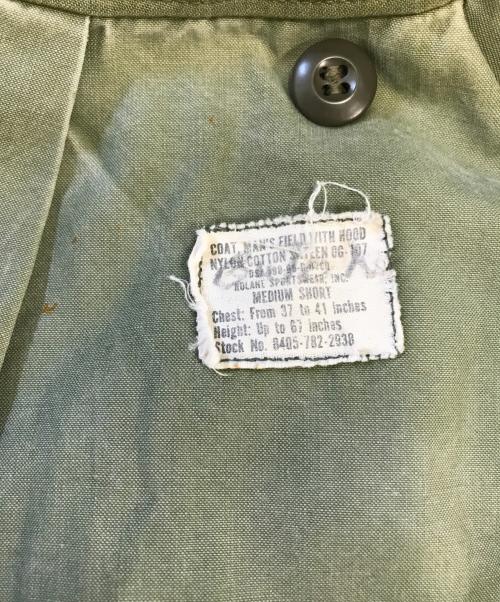 COAT, MAN'S FIELD WITH HOOD
NYLON COTTON SATEEN OG-107
ROLANE SPORTSWEAR, INC.
MEDIUM SHORT
Chest: From 37 to 41 inches
Height: Up to 67 inches
Stock No. 8405-782-2938